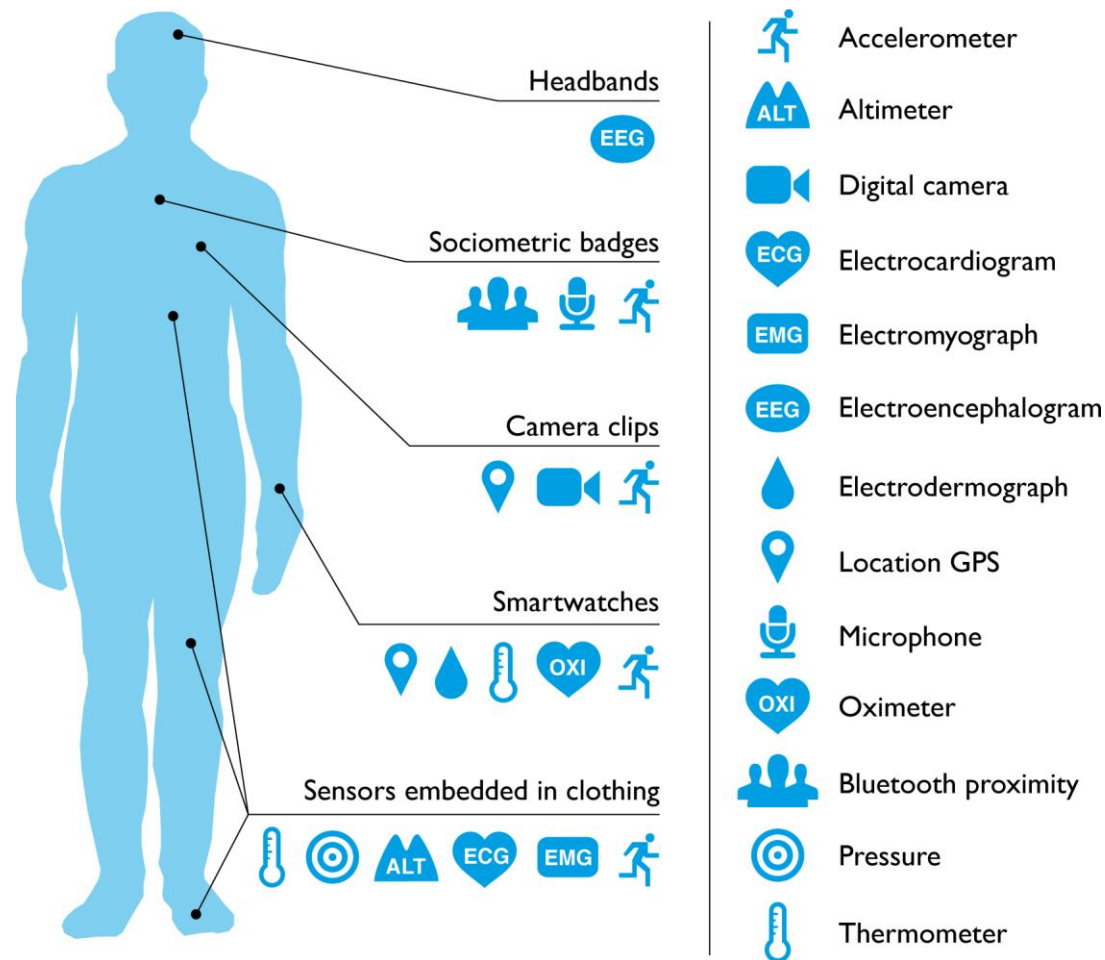 Headbands
EEG
Sociometric badges
Camera clips
Smartwatches
OXI
Sensors embedded in clothing
ALT
ECG
EMG
Accelerometer
ALT
Altimeter
Digital camera
ECG
Electrocardiogram
EMG
Electromyograph
EEG
Electroencephalogram
Electrodermograph
Location GPS
Microphone
OXI
Oximeter
Bluetooth proximity
Pressure
Thermometer